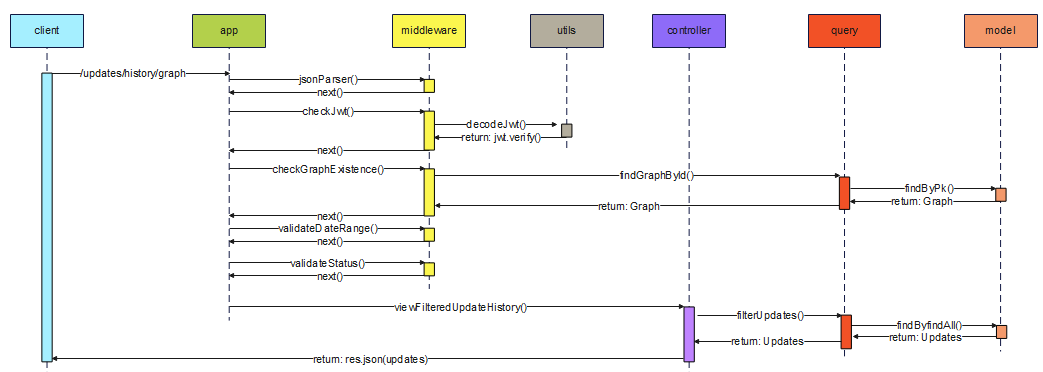 client
app
middleware
utils
controller
query
model
/updates/history/graph
jsonParser()
next()
checkJwt()
decodeJwt()
return: jwt.verify()
next()
checkGraphExistence()
findGraphById()
findByPk()
return: Graph
return: Graph
next()
validateDateRange()
next()
validateStatus()
next()
viewFilteredUpdateHistory()
filterUpdates()
findByfindAll()
return: Updates
return: Updates
return: res.json(updates)